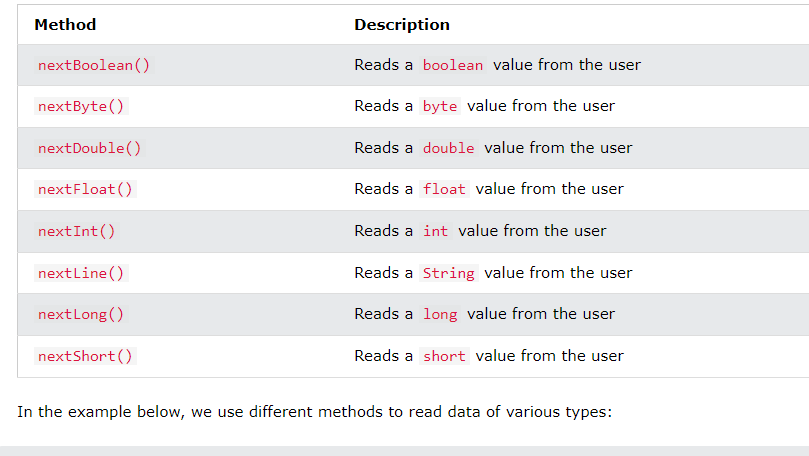 Method Description
nextBoolean() Reads a boolean value from the user
nextByte() Reads a byte value from the user
nextDouble() Reads a double value from the user
nextFloat() Reads a float value from the user
nextInt() Reads a int value from the user
nextLine() Reads a String value from the user
nextLong() Reads a long value from the user
nextShort() Reads a short value from the user
In the example below, we use different methods to read data of various types: